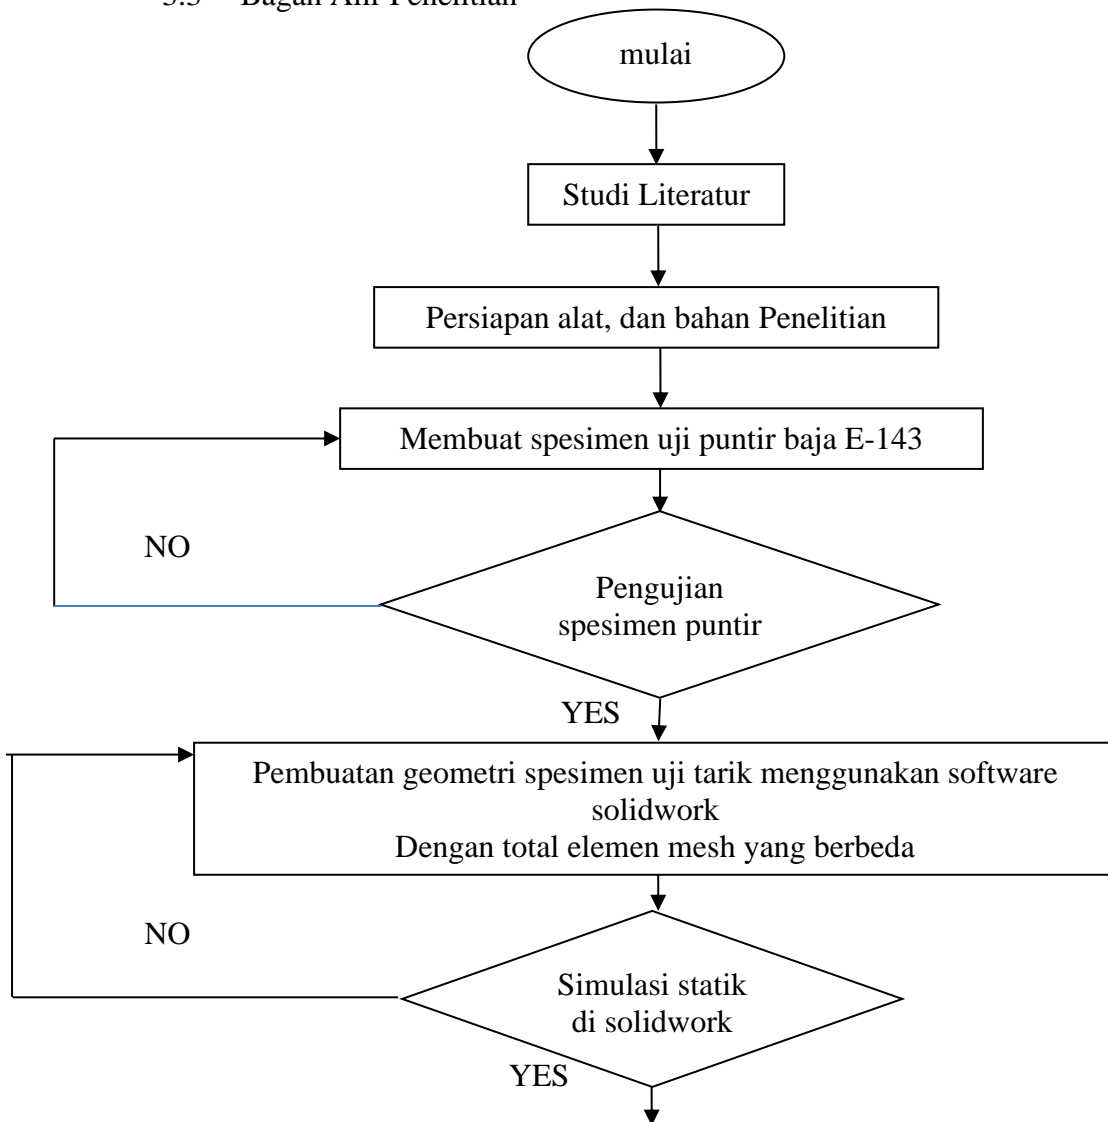 3.3 Bagan Alir Penelitian
mulai
Studi Literatur
Persiapan alat, dan bahan Penelitian
Membuat spesimen uji puntir baja E-143
NO
Pengujian
spesimen puntir
YES
Pembuatan geometri spesimen uji tarik menggunakan software
solidwork
Dengan total elemen mesh yang berbeda
NO
Simulasi statik
di solidwork
YES